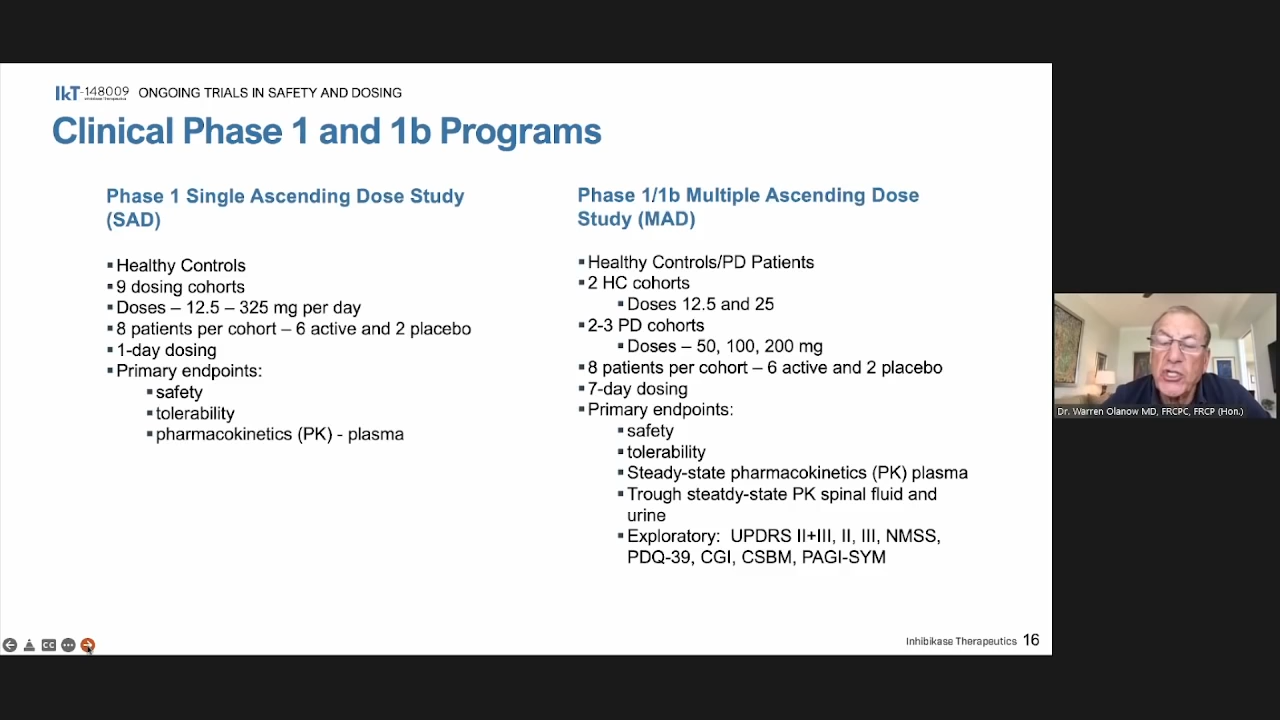 IkT-148009 ONGOING TRIALS IN SAFETY AND DOSING
Inhibikase Therapeutics
Clinical Phase 1 and 1b Programs
Phase 1 Single Ascending Dose Study
(SAD)
▪Healthy Controls
▪9 dosing cohorts
▪Doses – 12.5 – 325 mg per day
▪8 patients per cohort – 6 active and 2 placebo
▪1-day dosing
▪Primary endpoints:
▪safety
▪tolerability
▪pharmacokinetics (PK) - plasma
Phase 1/1b Multiple Ascending Dose
Study (MAD)
▪Healthy Controls/PD Patients
▪2 HC cohorts
▪Doses 12.5 and 25
▪2-3 PD cohorts
▪Doses – 50, 100, 200 mg
▪8 patients per cohort – 6 active and 2 placebo
▪7-day dosing
▪Primary endpoints:
▪safety
▪tolerability
▪Steady-state pharmacokinetics (PK) plasma
▪Trough steatdy-state PK spinal fluid and
urine
▪Exploratory: UPDRS II+III, II, III, NMSS,
PDQ-39, CGI, CSBM, PAGI-SYM
Dr. Warren Olanow MD, FRCPC, FRCP (Hon.)
CC
Inhibikase Therapeutics 16